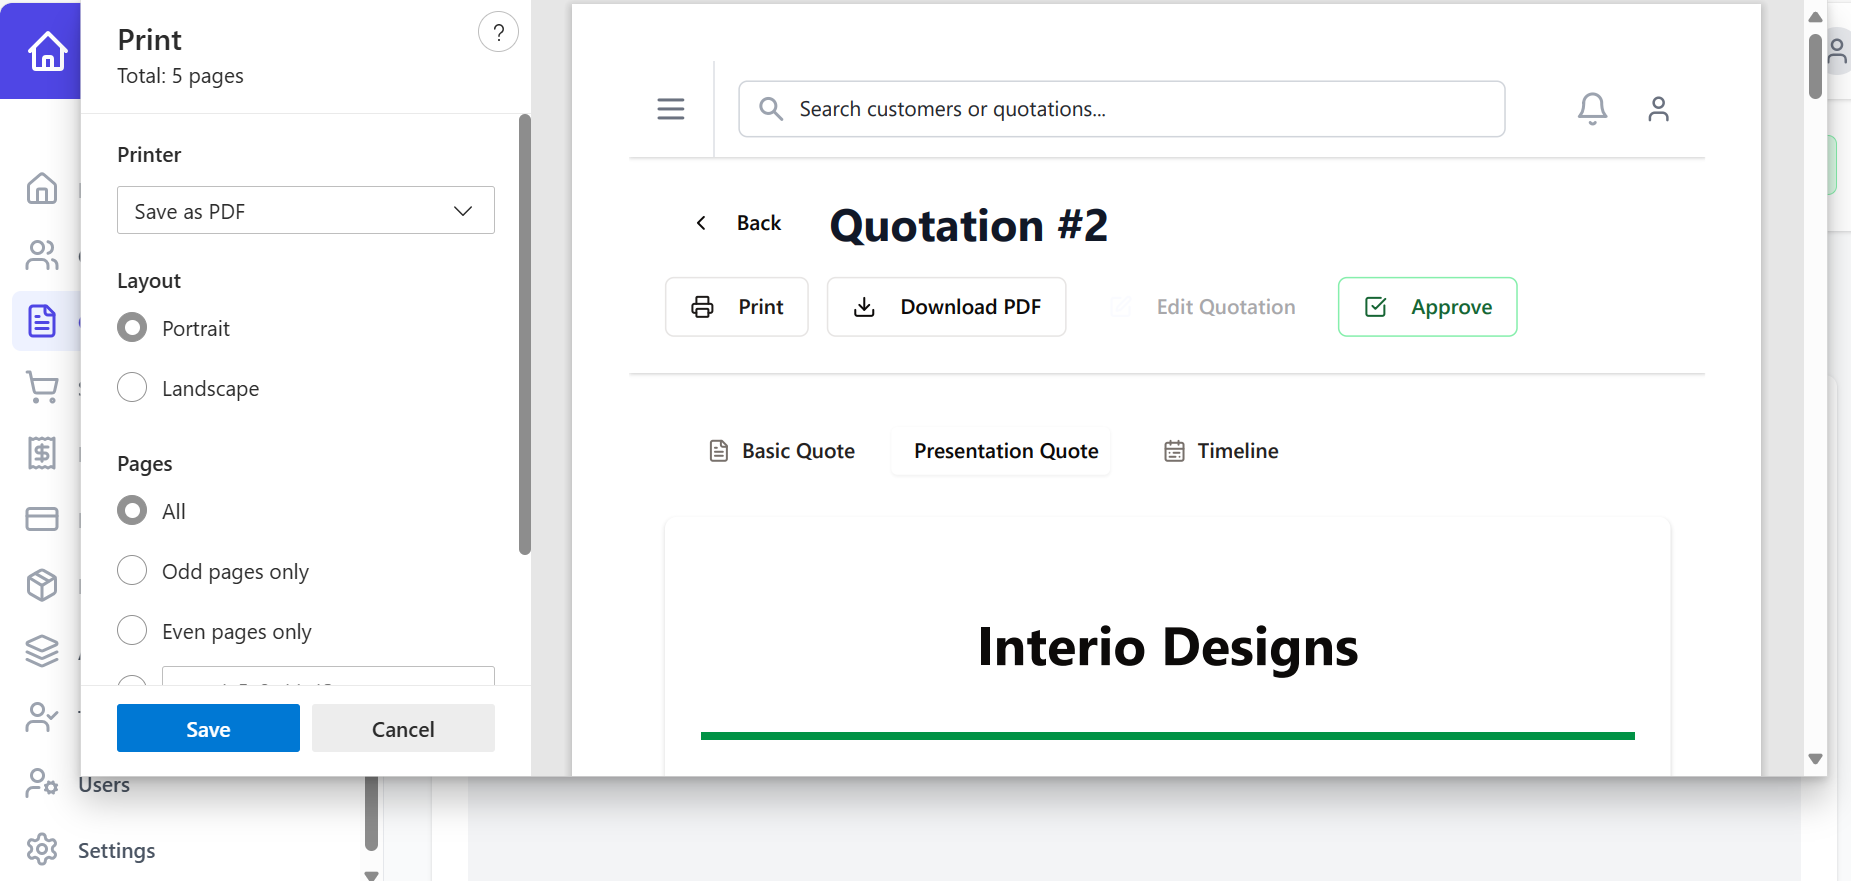 Print
?
Total: 5 pages
Printer
Save as PDF
Layout
Portrait
Landscape
Pages
All
Odd pages only
Even pages only
Save
Cancel
Users
Settings
Search customers or quotations...
Back
Quotation #2
Print
Download PDF
Edit Quotation
Approve
Basic Quote
Presentation Quote
Timeline
Interio Designs